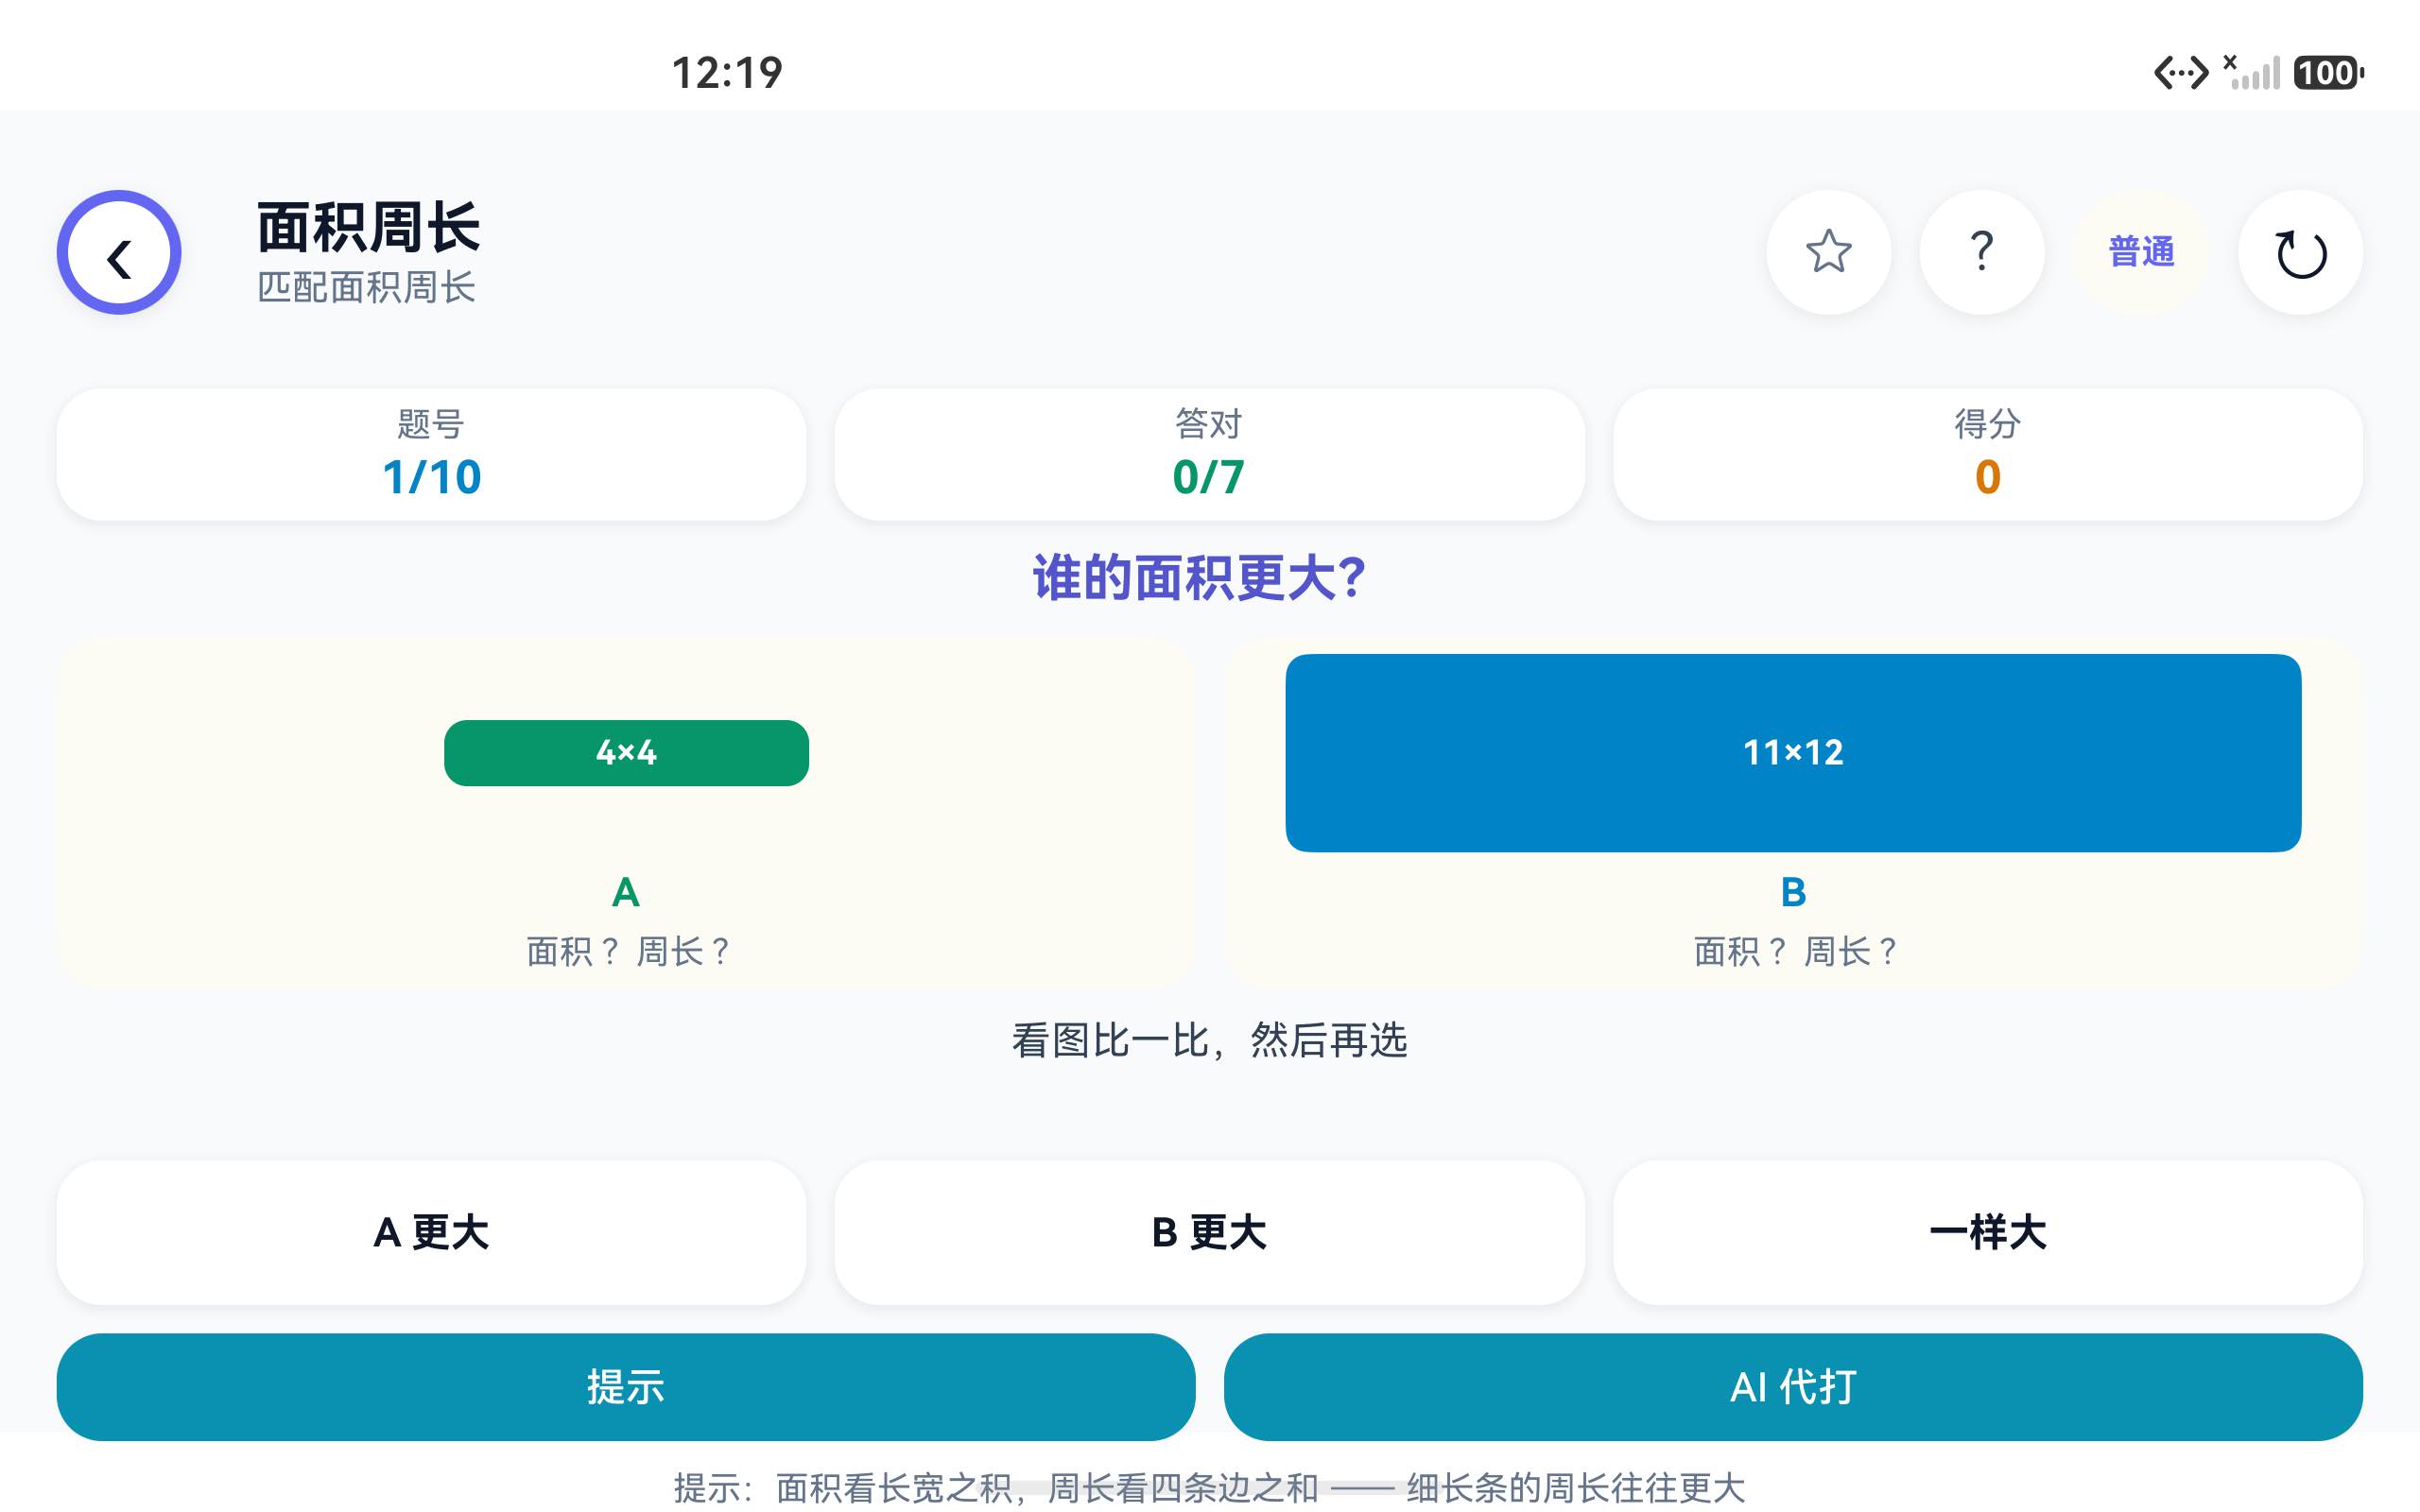 12:19
100
面积周长
匹配面积周长
?
普通
题号
1/10
答对
0/7
得分
0
谁的面积更大?
4×4
11×12
A
B
面积？ 周长？
面积？ 周长？
看图比一比，然后再选
A 更大
B 更大
一样大
提示
AI 代打
提示： 面积看长宽之积，周长看四条边之和 —— 细长条的周长往往更大